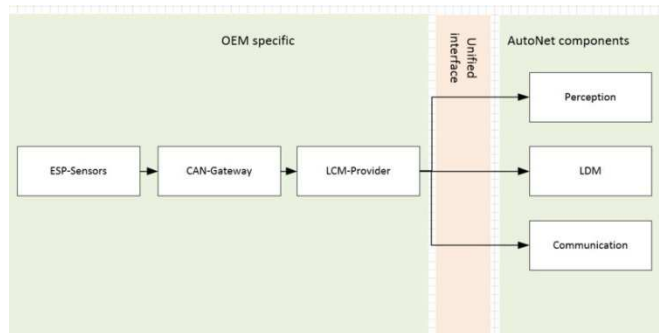 OEM specific
Unified
interface
AutoNet components
Perception
ESP-Sensors
CAN-Gateway
LCM-Provider
LDM
Communication